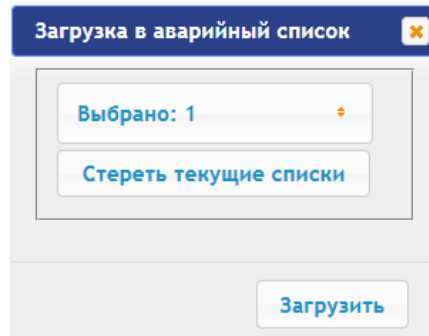 Загрузка в аварийный список
Выбрано: 1
Стереть текущие списки
Загрузить